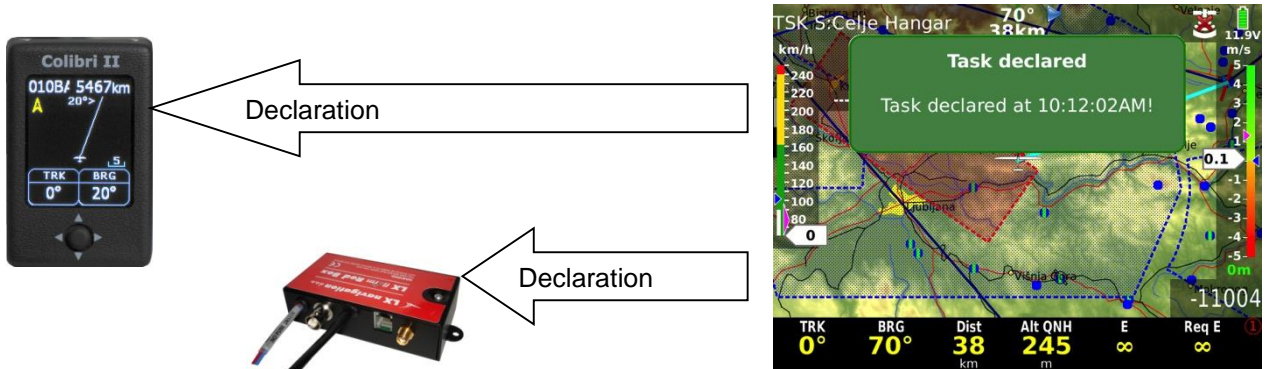 Colibri II
010BA 5467km
20°>
5
TRK BRG
0° 20°
Declaration
LX navigation d.o.o.
Declaration
TSK S:Celje Hangar
70°
38km
11.9V
km/h
m/s
Task declared
Task declared at 10:12:02AM!
240
220
200
180
160
140
120
100
80
0
5
4
3
2
1
0.1
-1
-2
-3
-4
-5
0m
Ljubljana
Višnja Gora
-11004
TRK BRG Dist Alt QNH E Req E
0° 70° 38 245 ∞ ∞
km m
1